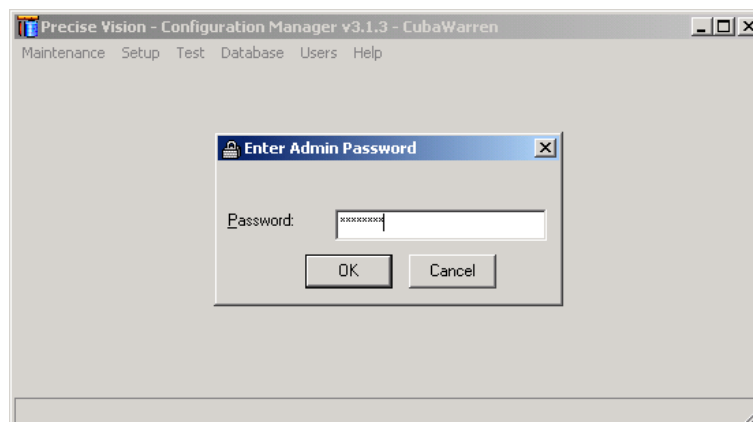 Precise Vision - Configuration Manager v3.1.3 - CubaWarren
Maintenance Setup Test Database Users Help
Enter Admin Password
Password: ××××××××
OK Cancel